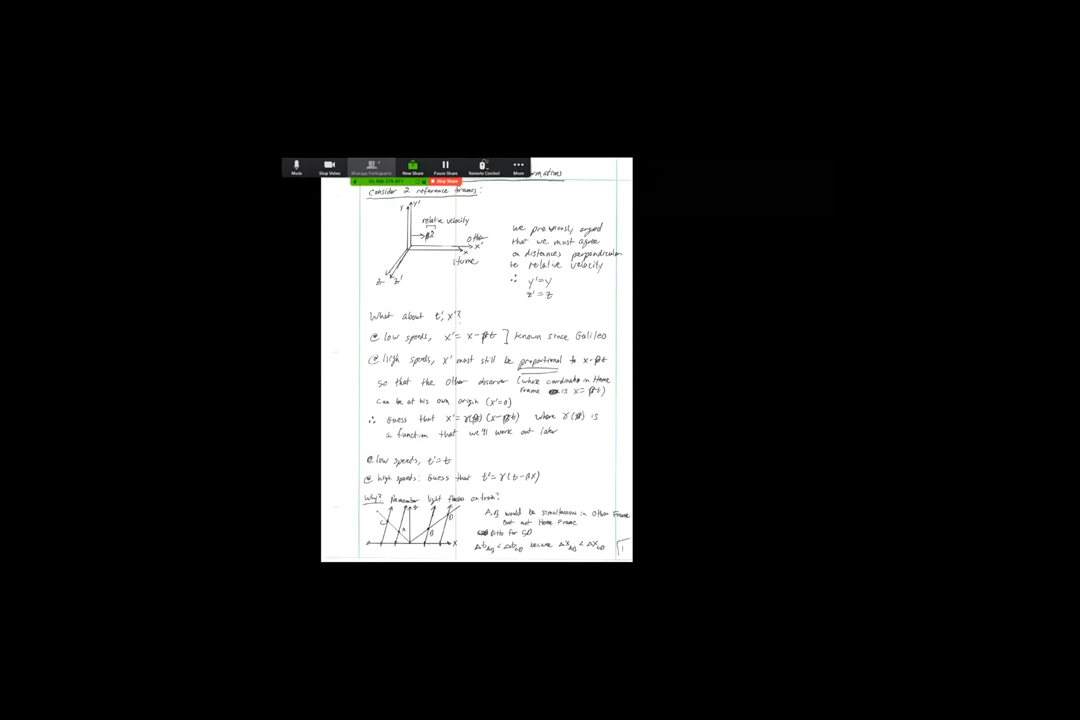 Mute Stop Video Manage Participants New Share Pause Share Remote Control More
Stop Share
Consider 2 reference frames:
y y'
relative velocity
other
x'
x
Home
z z'
we previously argued
that we must agree
on distances perpendicular
to relative velocity
∴ y'=y
z'=z
What about t', x'?
@ low speeds, x' = x-βt ] known since Galileo
@ high speeds, x' must still be proportional to x-βt
so that the other observer (whose coordinate in Home
Frame is x = βt)
can be at his own origin (x'=0)
∴ Guess that x'= γ(β) (x-βt) where γ(β) is
a function that we'll work out later
@ low speeds, t'=t
@ high speeds: Guess that t'=γ(t-βx)
Why? Remember light flashes on train?
t
C
D
A
B
x
A,B would be simultaneous in Other Frame
but not Home Frame
Ditto for CD
Δt_AB < Δt_CD because Δx_AB < Δx_CD
1